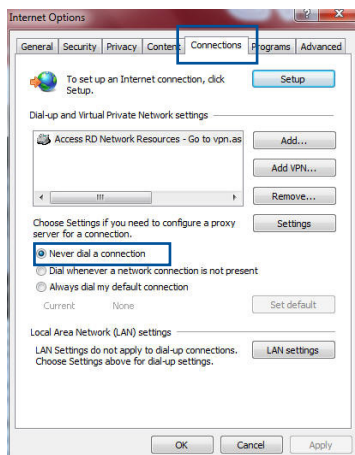 Internet Options
General Security Privacy Content Connections Programs Advanced
To set up an Internet connection, click
Setup.
Setup
Dial-up and Virtual Private Network settings
Access RD Network Resources - Go to vpn.as
Add...
Add VPN...
Remove...
Choose Settings if you need to configure a proxy
server for a connection.
Settings
Never dial a connection
Dial whenever a network connection is not present
Always dial my default connection
Current None
Set default
Local Area Network (LAN) settings
LAN Settings do not apply to dial-up connections.
Choose Settings above for dial-up settings.
LAN settings
OK Cancel Apply